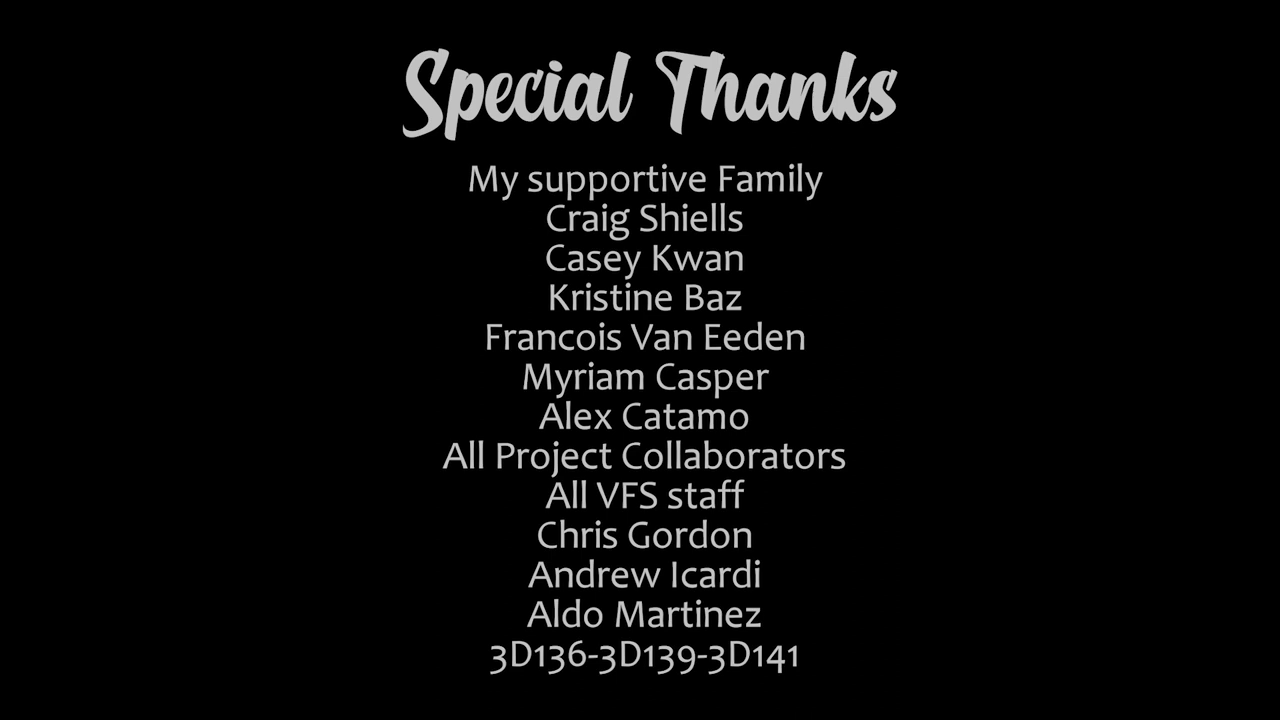 Special Thanks
My supportive Family
Craig Shiells
Casey Kwan
Kristine Baz
Francois Van Eeden
Myriam Casper
Alex Catamo
All Project Collaborators
All VFS staff
Chris Gordon
Andrew Icardi
Aldo Martinez
3D136-3D139-3D141